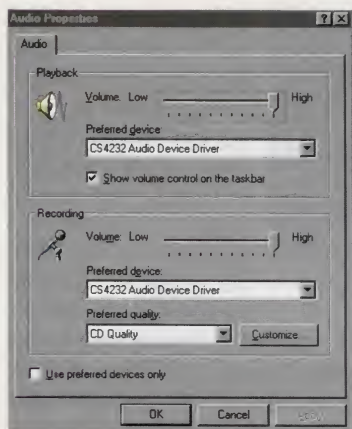 Audio Properties
Audio
Playback
Volume: Low High
Preferred device:
CS4232 Audio Device Driver
Show volume control on the taskbar
Recording
Volume: Low High
Preferred device:
CS4232 Audio Device Driver
Preferred quality:
CD Quality Customize...
Use preferred devices only
OK Cancel Apply